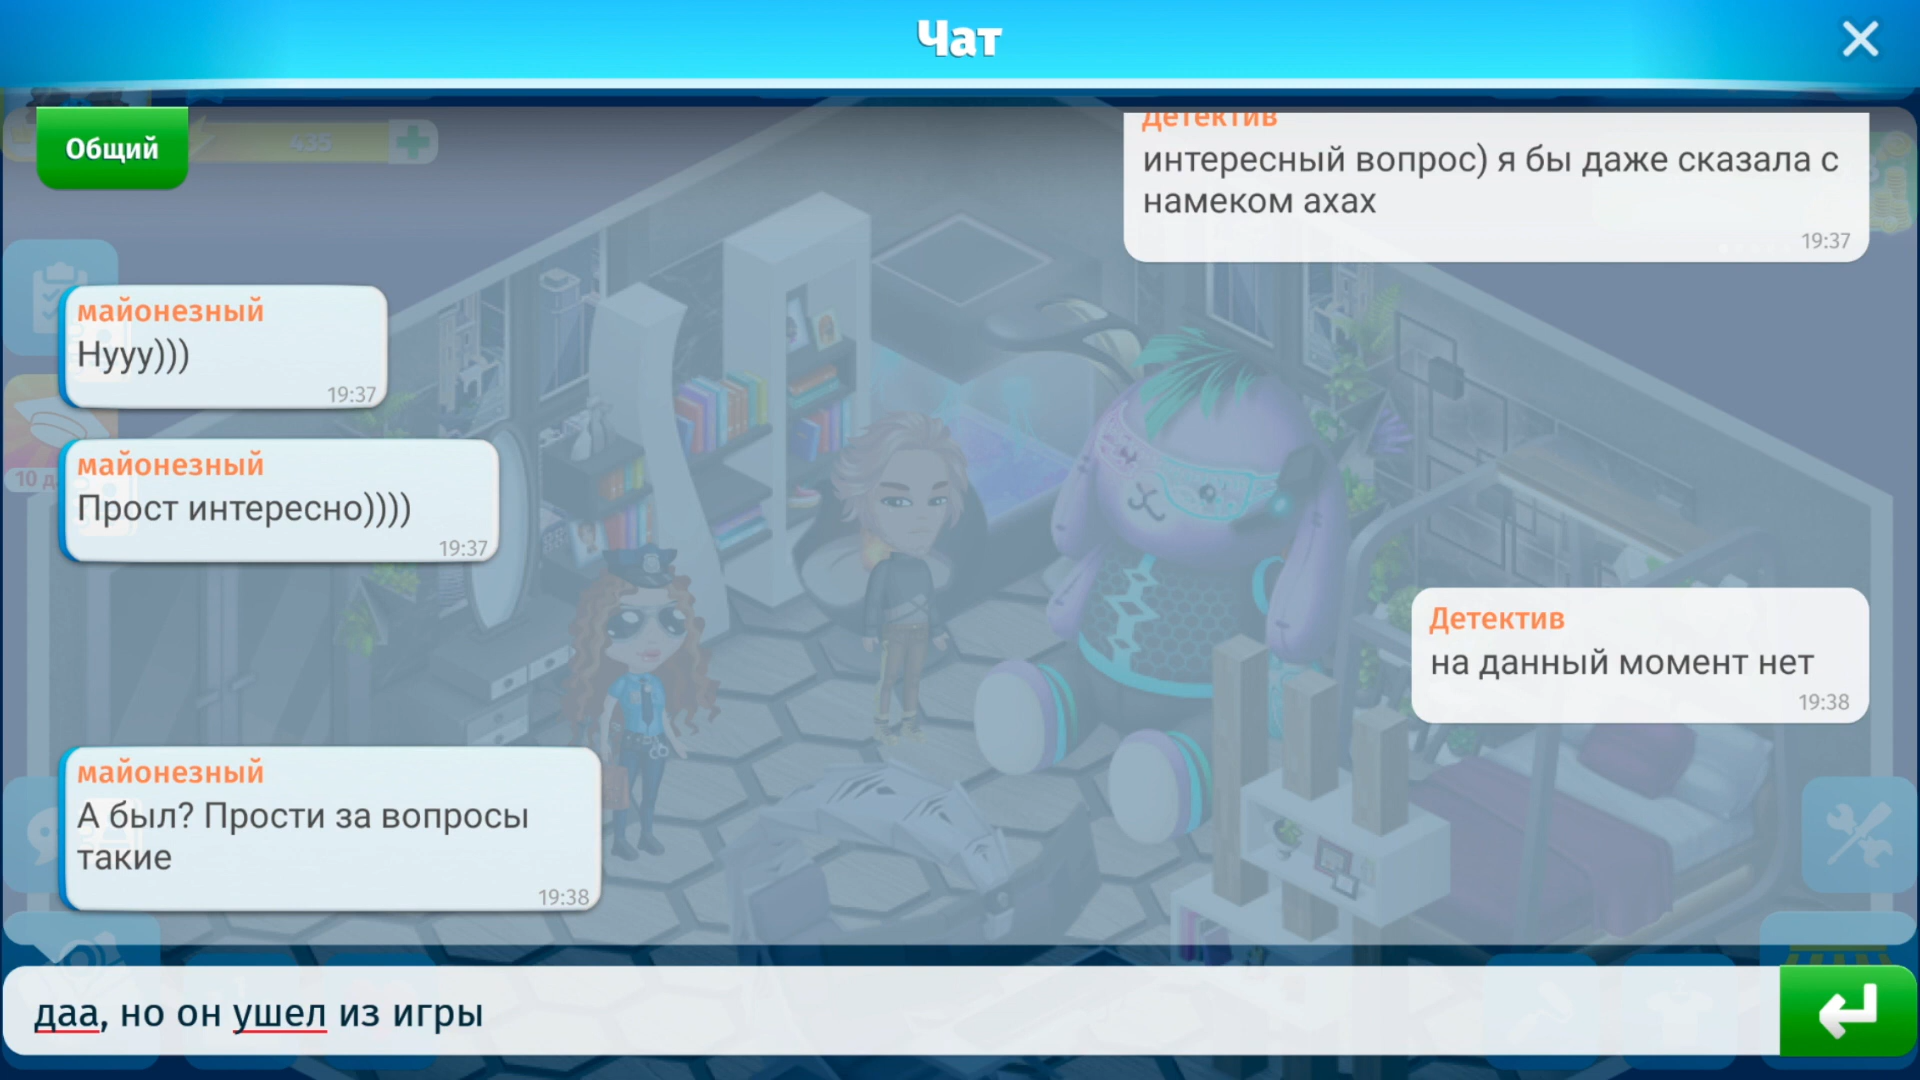 Чат
Общий
435
Детектив
интересный вопрос) я бы даже сказала с
намеком ахах
19:37
майонезный
Нууу)))
19:37
майонезный
Прост интересно))))
19:37
Детектив
на данный момент нет
19:38
майонезный
А был? Прости за вопросы
такие
19:38
даа, но он ушел из игры